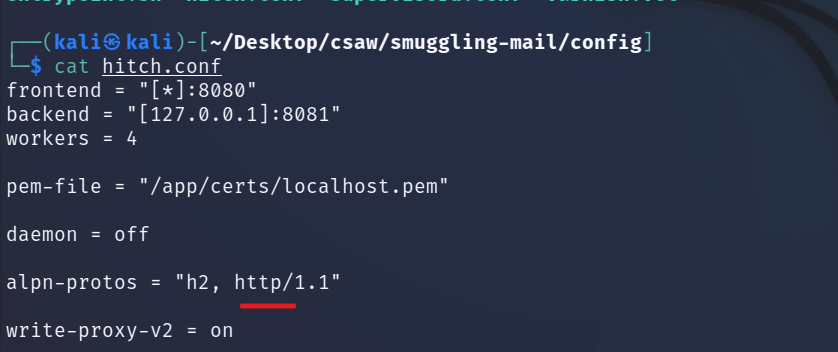 ┌──(kali㉿kali)-[~/Desktop/csaw/smuggling-mail/config]
└─$ cat hitch.conf
frontend = "[*]:8080"
backend = "[127.0.0.1]:8081"
workers = 4
pem-file = "/app/certs/localhost.pem"
daemon = off
alpn-protos = "h2, http/1.1"
write-proxy-v2 = on